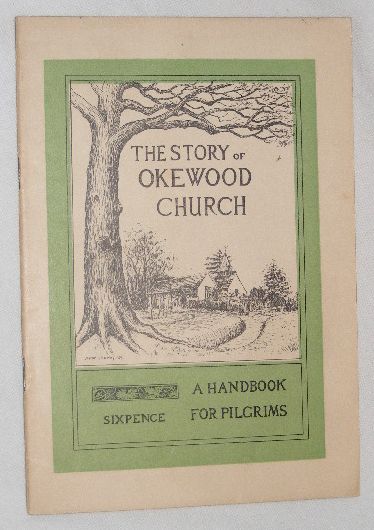 THE STORY OF
OKEWOOD
CHURCH
SIXPENCE
A HANDBOOK
FOR PILGRIMS